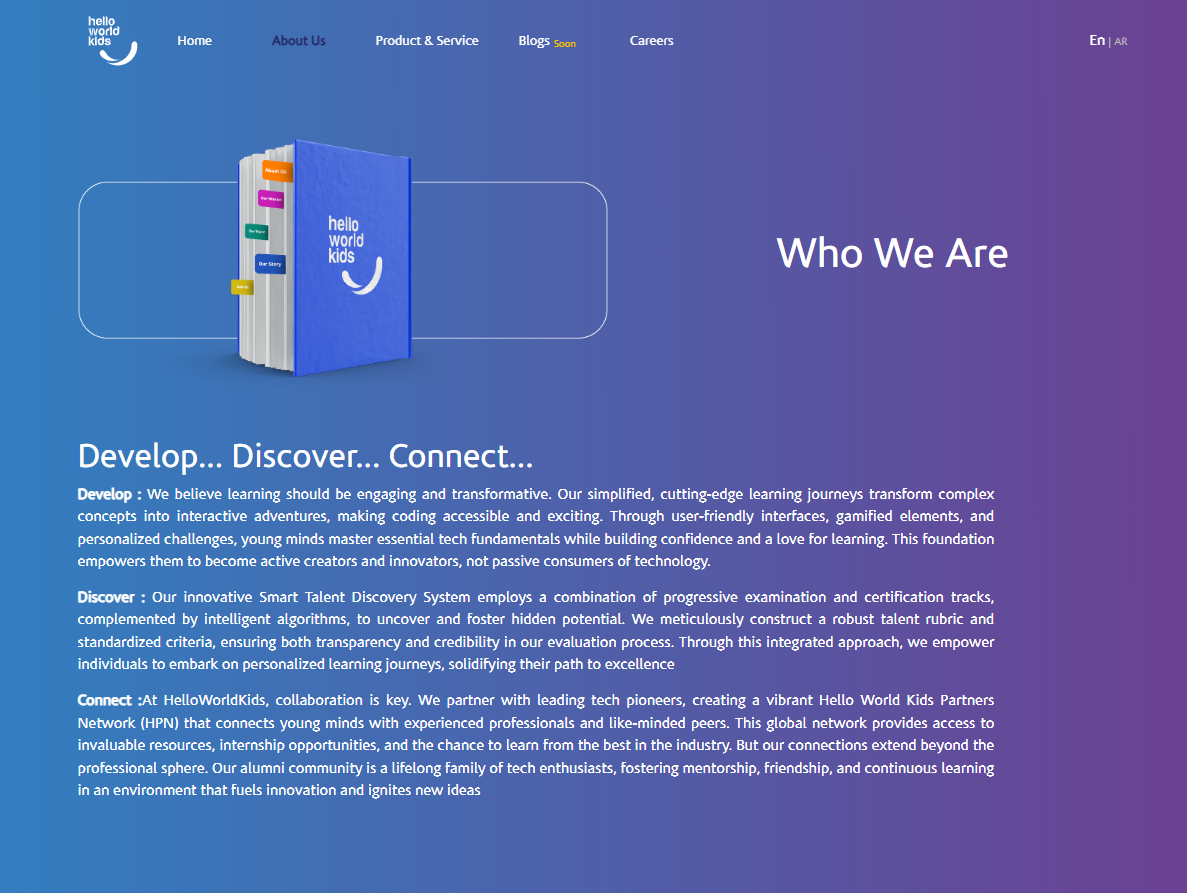 hello
world
kids
Home
About Us
Product & Service
Blogs Soon
Careers
En | AR
About Us
Our Mission
Our Vision
Our Story
hello
world
kids
Who We Are
Develop... Discover... Connect...
Develop : We believe learning should be engaging and transformative. Our simplified, cutting-edge learning journeys transform complex
concepts into interactive adventures, making coding accessible and exciting. Through user-friendly interfaces, gamified elements, and
personalized challenges, young minds master essential tech fundamentals while building confidence and a love for learning. This foundation
empowers them to become active creators and innovators, not passive consumers of technology.
Discover : Our innovative Smart Talent Discovery System employs a combination of progressive examination and certification tracks,
complemented by intelligent algorithms, to uncover and foster hidden potential. We meticulously construct a robust talent rubric and
standardized criteria, ensuring both transparency and credibility in our evaluation process. Through this integrated approach, we empower
individuals to embark on personalized learning journeys, solidifying their path to excellence
Connect :At HelloWorldKids, collaboration is key. We partner with leading tech pioneers, creating a vibrant Hello World Kids Partners
Network (HPN) that connects young minds with experienced professionals and like-minded peers. This global network provides access to
invaluable resources, internship opportunities, and the chance to learn from the best in the industry. But our connections extend beyond the
professional sphere. Our alumni community is a lifelong family of tech enthusiasts, fostering mentorship, friendship, and continuous learning
in an environment that fuels innovation and ignites new ideas